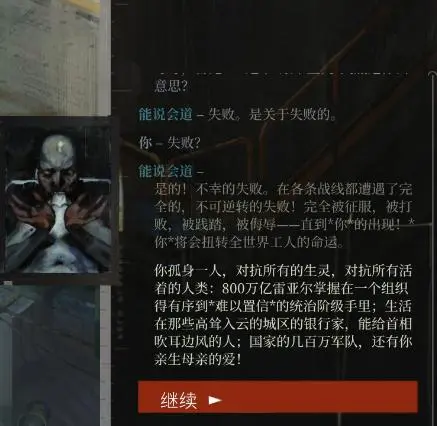 意思？
能说会道 – 失败。是关于失败的。
你 – 失败？
能说会道 –
是的！不幸的失败。在各条战线都遭遇了完
全的，不可逆转的失败！完全被征服，被打
败，被践踏，被侮辱——直到*你*的出现！*
你*将会扭转全世界工人的命运。
你孤身一人，对抗所有的生灵，对抗所有活
着的人类：800万亿雷亚尔掌握在一个组织
得有序到*难以置信*的统治阶级手里；生活
在那些高耸入云的城区的银行家，能给首相
吹耳边风的人；国家的几百万军队，还有你
亲生母亲的爱！
继续 ►